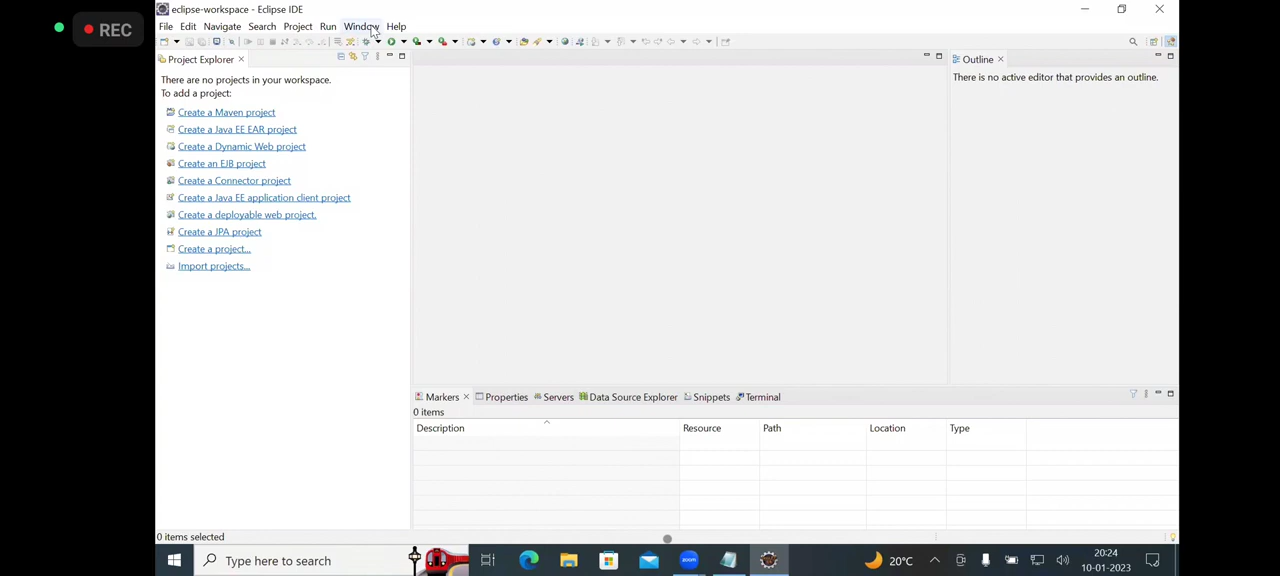 REC
eclipse-workspace - Eclipse IDE
File Edit Navigate Search Project Run Window Help
Project Explorer
There are no projects in your workspace.
To add a project:
Create a Maven project
Create a Java EE EAR project
Create a Dynamic Web project
Create an EJB project
Create a Connector project
Create a Java EE application client project
Create a deployable web project.
Create a JPA project
Create a project...
Import projects...
Outline
There is no active editor that provides an outline.
Markers Properties Servers Data Source Explorer Snippets Terminal
0 items
Description Resource Path Location Type
0 items selected
Type here to search
zoom
20°C
20:24
10-01-2023